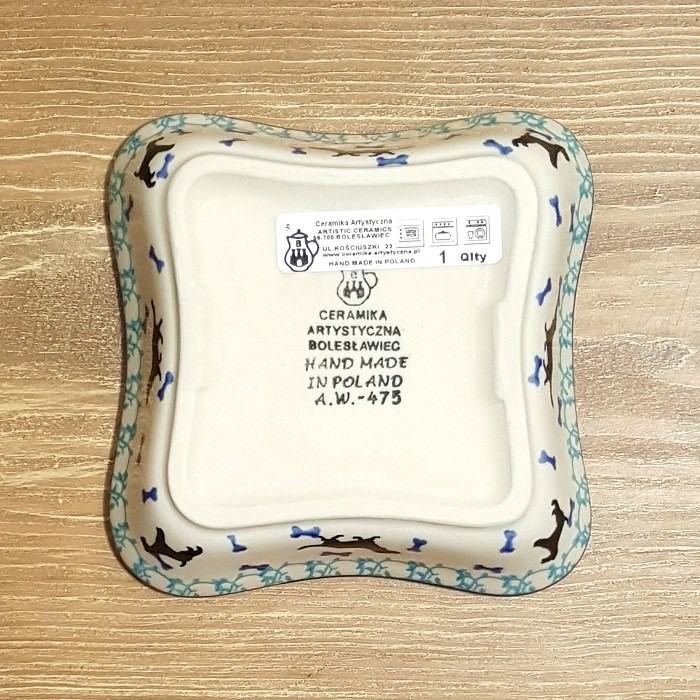 5
Ceramika Artystyczna
ARTISTIC CERAMICS
59-700 BOLESŁAWIEC
UL.KOŚCIUSZKI 23
www.ceramika-artystyczna.pl
HAND MADE IN POLAND
1 Qlty
B
CERAMIKA
ARTYSTYCZNA
BOLESŁAWIEC
HAND MADE
IN POLAND
A.W.-475